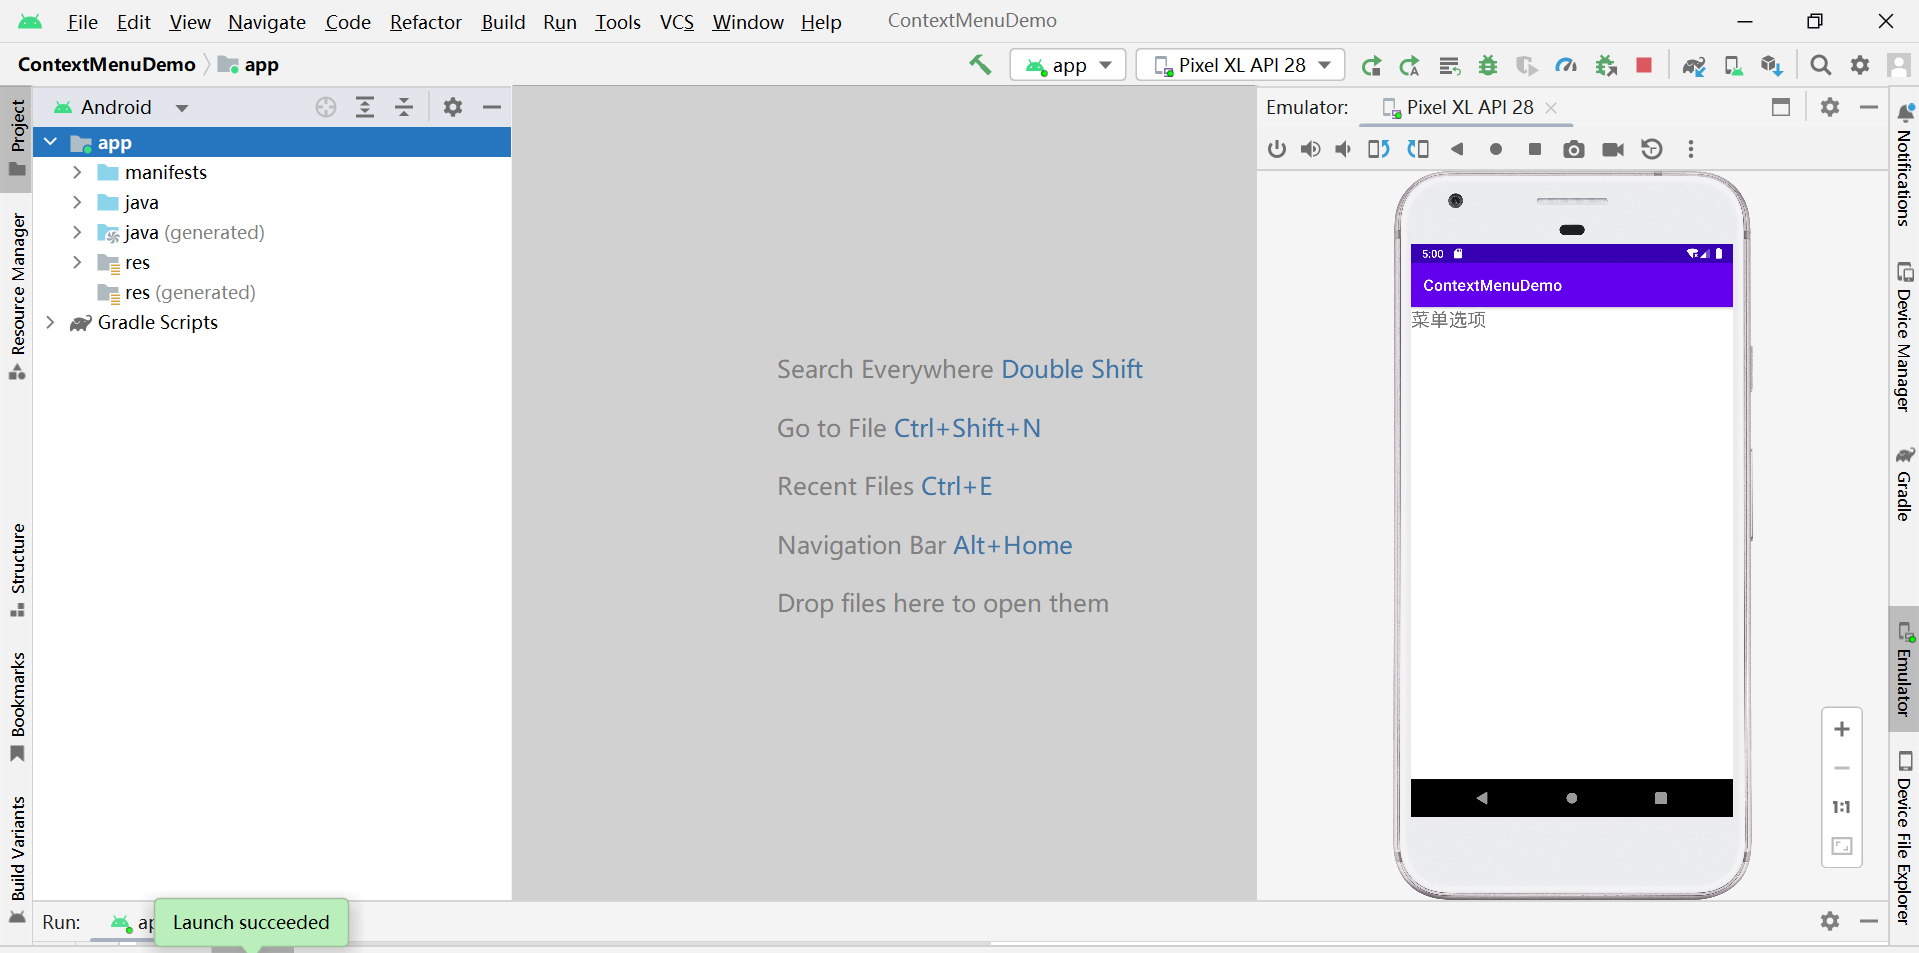 File Edit View Navigate Code Refactor Build Run Tools VCS Window Help ContextMenuDemo
ContextMenuDemo app
app Pixel XL API 28
Project
Resource Manager
Structure
Bookmarks
Build Variants
Android
app
manifests
java
java (generated)
res
res (generated)
Gradle Scripts
Search Everywhere Double Shift
Go to File Ctrl+Shift+N
Recent Files Ctrl+E
Navigation Bar Alt+Home
Drop files here to open them
Emulator: Pixel XL API 28
5:00
ContextMenuDemo
菜单选项
1:1
Notifications
Device Manager
Gradle
Emulator
Device File Explorer
Run: ap
Launch succeeded